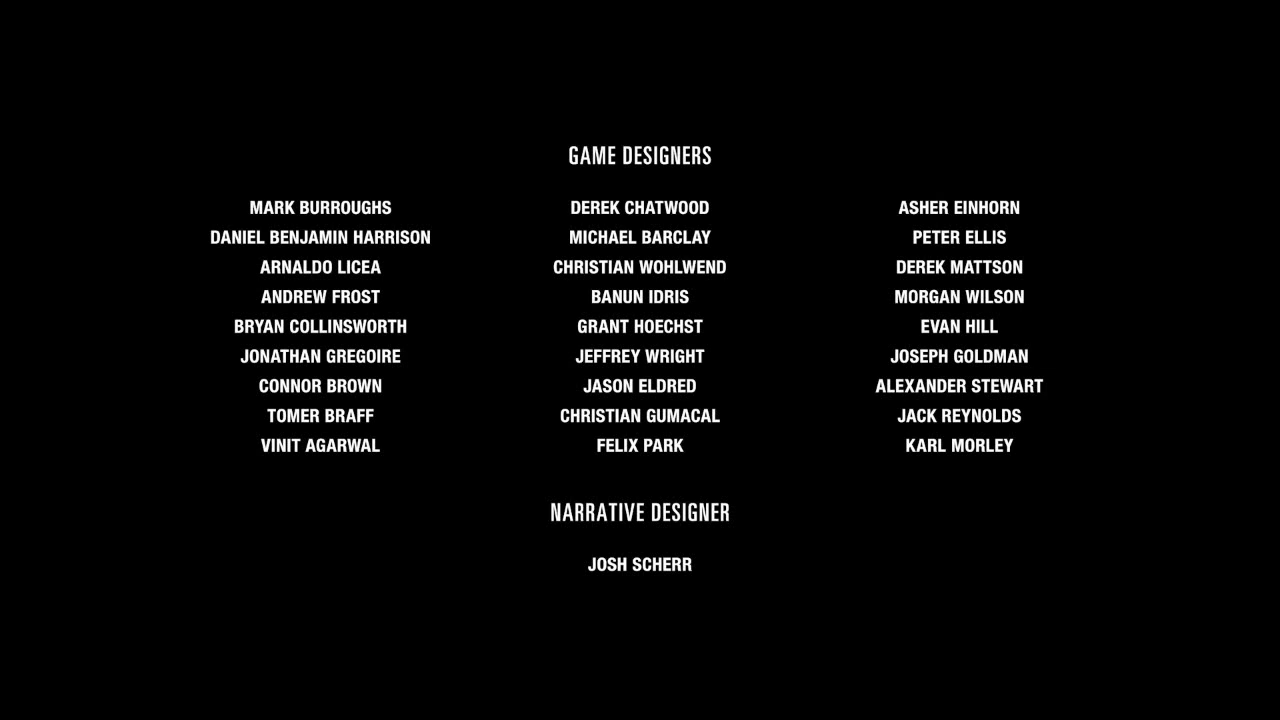 GAME DESIGNERS
MARK BURROUGHS DEREK CHATWOOD ASHER EINHORN
DANIEL BENJAMIN HARRISON MICHAEL BARCLAY PETER ELLIS
ARNALDO LICEA CHRISTIAN WOHLWEND DEREK MATTSON
ANDREW FROST BANUN IDRIS MORGAN WILSON
BRYAN COLLINSWORTH GRANT HOECHST EVAN HILL
JONATHAN GREGOIRE JEFFREY WRIGHT JOSEPH GOLDMAN
CONNOR BROWN JASON ELDRED ALEXANDER STEWART
TOMER BRAFF CHRISTIAN GUMACAL JACK REYNOLDS
VINIT AGARWAL FELIX PARK KARL MORLEY
NARRATIVE DESIGNER
JOSH SCHERR